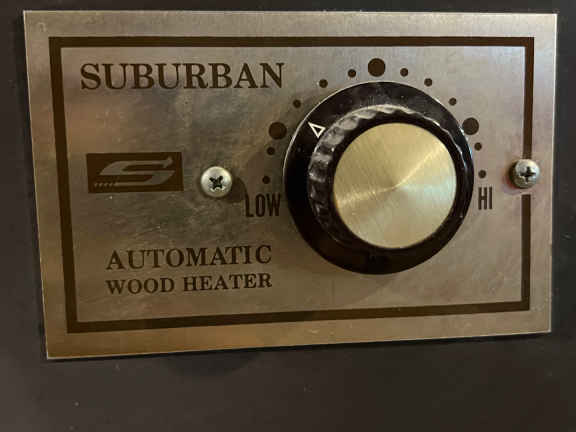 SUBURBAN
LOW
HI
AUTOMATIC
WOOD HEATER